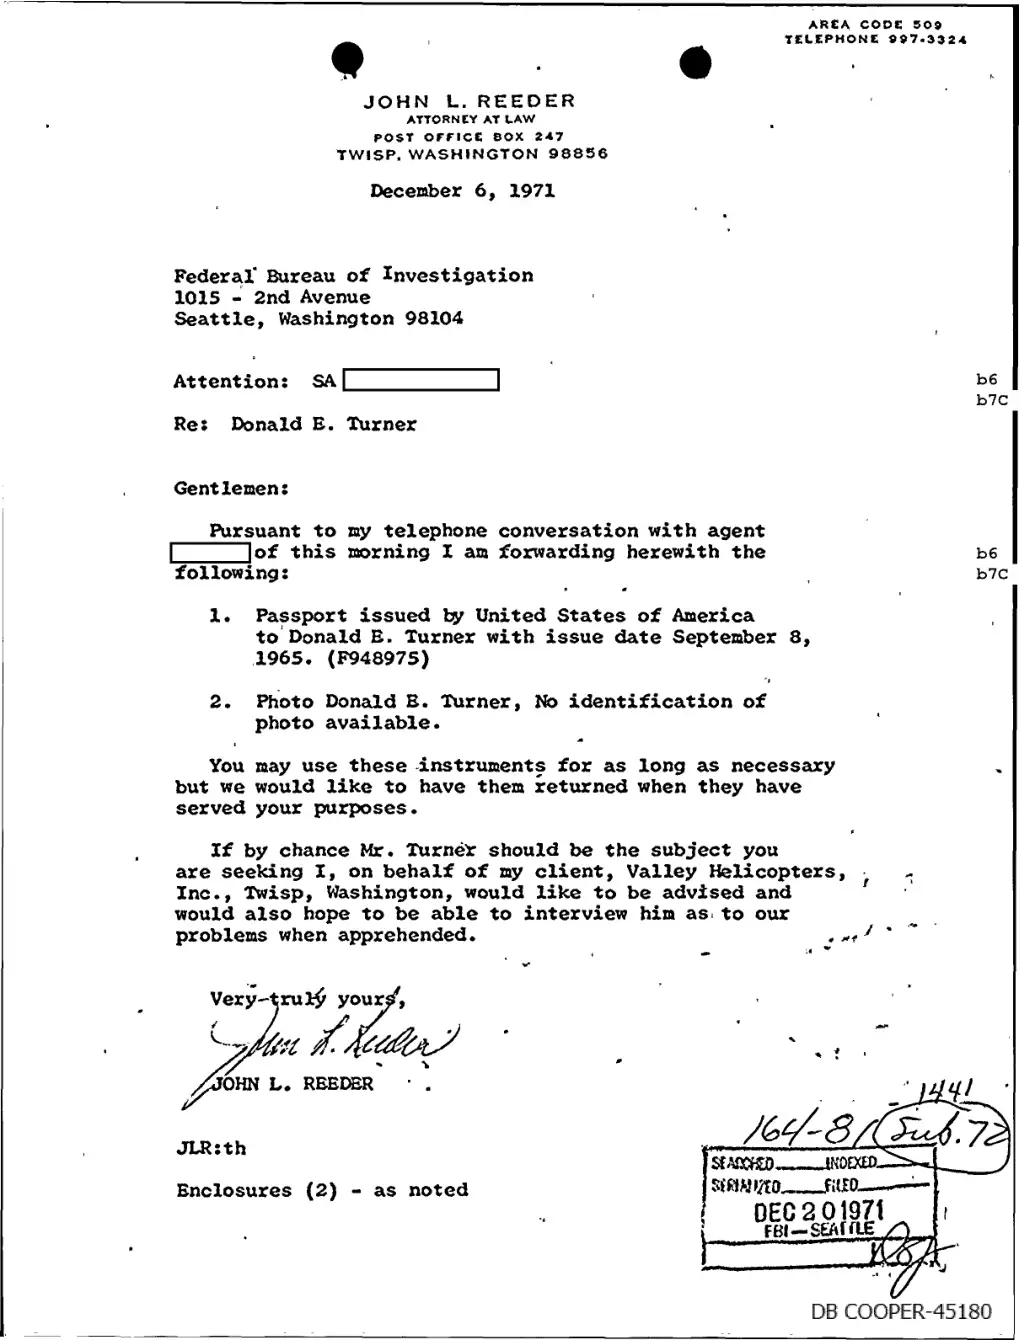 AREA CODE 509
TELEPHONE 997-3324
JOHN L. REEDER
ATTORNEY AT LAW
POST OFFICE BOX 247
TWISP, WASHINGTON 98856
December 6, 1971
Federal Bureau of Investigation
1015 - 2nd Avenue
Seattle, Washington 98104
Attention: SA
b6
b7C
Re: Donald E. Turner
Gentlemen:
Pursuant to my telephone conversation with agent
of this morning I am forwarding herewith the
following:
b6
b7C
1. Passport issued by United States of America
to Donald E. Turner with issue date September 8,
1965. (F948975)
2. Photo Donald E. Turner, No identification of
photo available.
You may use these instruments for as long as necessary
but we would like to have them returned when they have
served your purposes.
If by chance Mr. Turner should be the subject you
are seeking I, on behalf of my client, Valley Helicopters,
Inc., Twisp, Washington, would like to be advised and
would also hope to be able to interview him as to our
problems when apprehended.
Very truly yours,
John L. Reeder
JOHN L. REEDER
JLR:th
Enclosures (2) - as noted
1441
164-81 Sub.72
SEARCHED INDEXED
SERIALIZED FILED
DEC 20 1971
FBI-SEATTLE
DB COOPER-45180